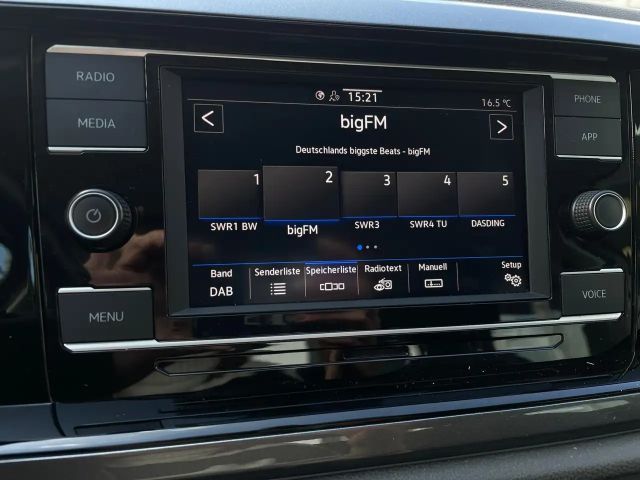 RADIO
MEDIA
MENU
15:21
16.5 °C
bigFM
Deutschlands biggste Beats - bigFM
1 2 3 4 5
SWR1 BW bigFM SWR3 SWR4 TU DASDING
Band Senderliste Speicherliste Radiotext Manuell Setup
DAB
PHONE
APP
VOICE